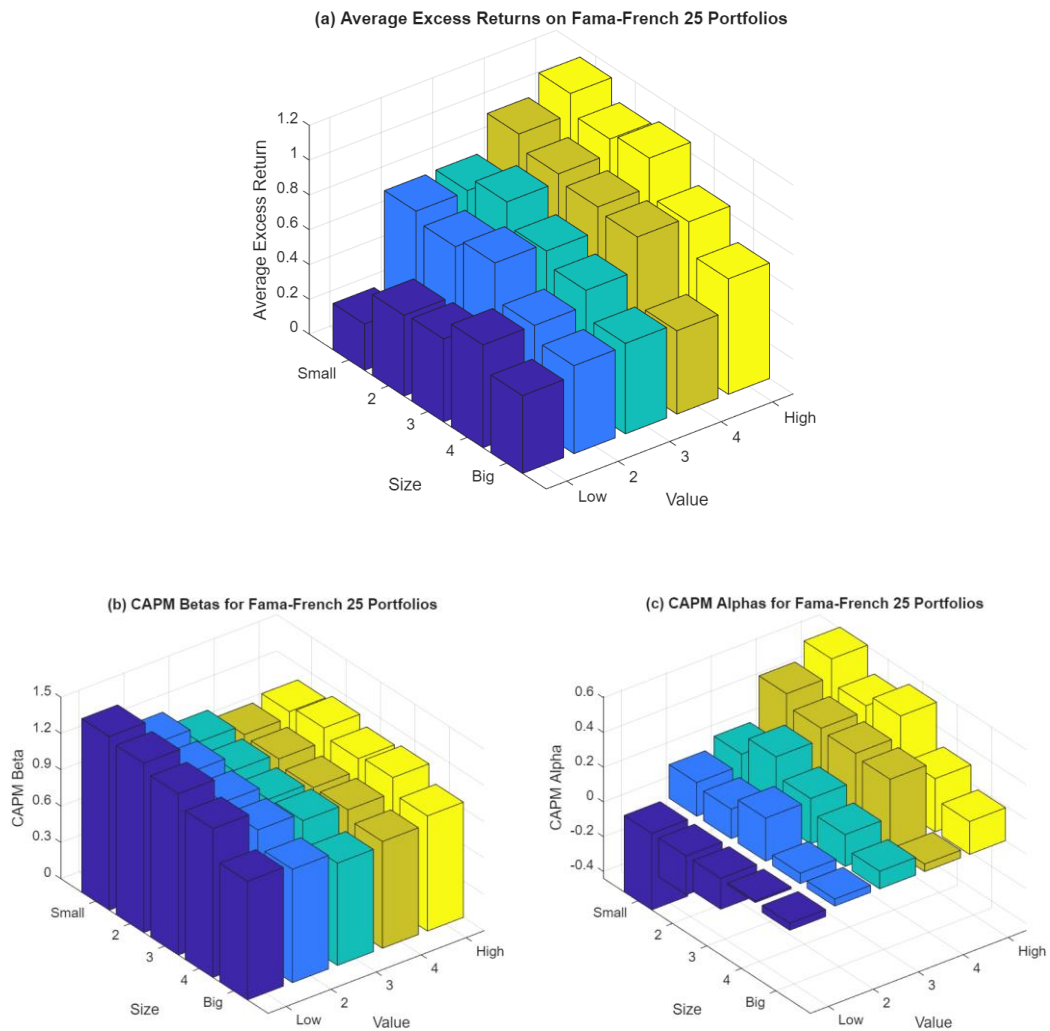 (a) Average Excess Returns on Fama-French 25 Portfolios
Average Excess Return
1.2
1
0.8
0.6
0.4
0.2
0
Small
2
3
4
Big
Size
Low
2
3
4
High
Value
(b) CAPM Betas for Fama-French 25 Portfolios
CAPM Beta
1.5
1.2
0.9
0.6
0.3
0
Small
2
3
4
Big
Size
Low
2
3
4
High
Value
(c) CAPM Alphas for Fama-French 25 Portfolios
CAPM Alpha
0.6
0.4
0.2
0
-0.2
-0.4
Small
2
3
4
Big
Size
Low
2
3
4
High
Value